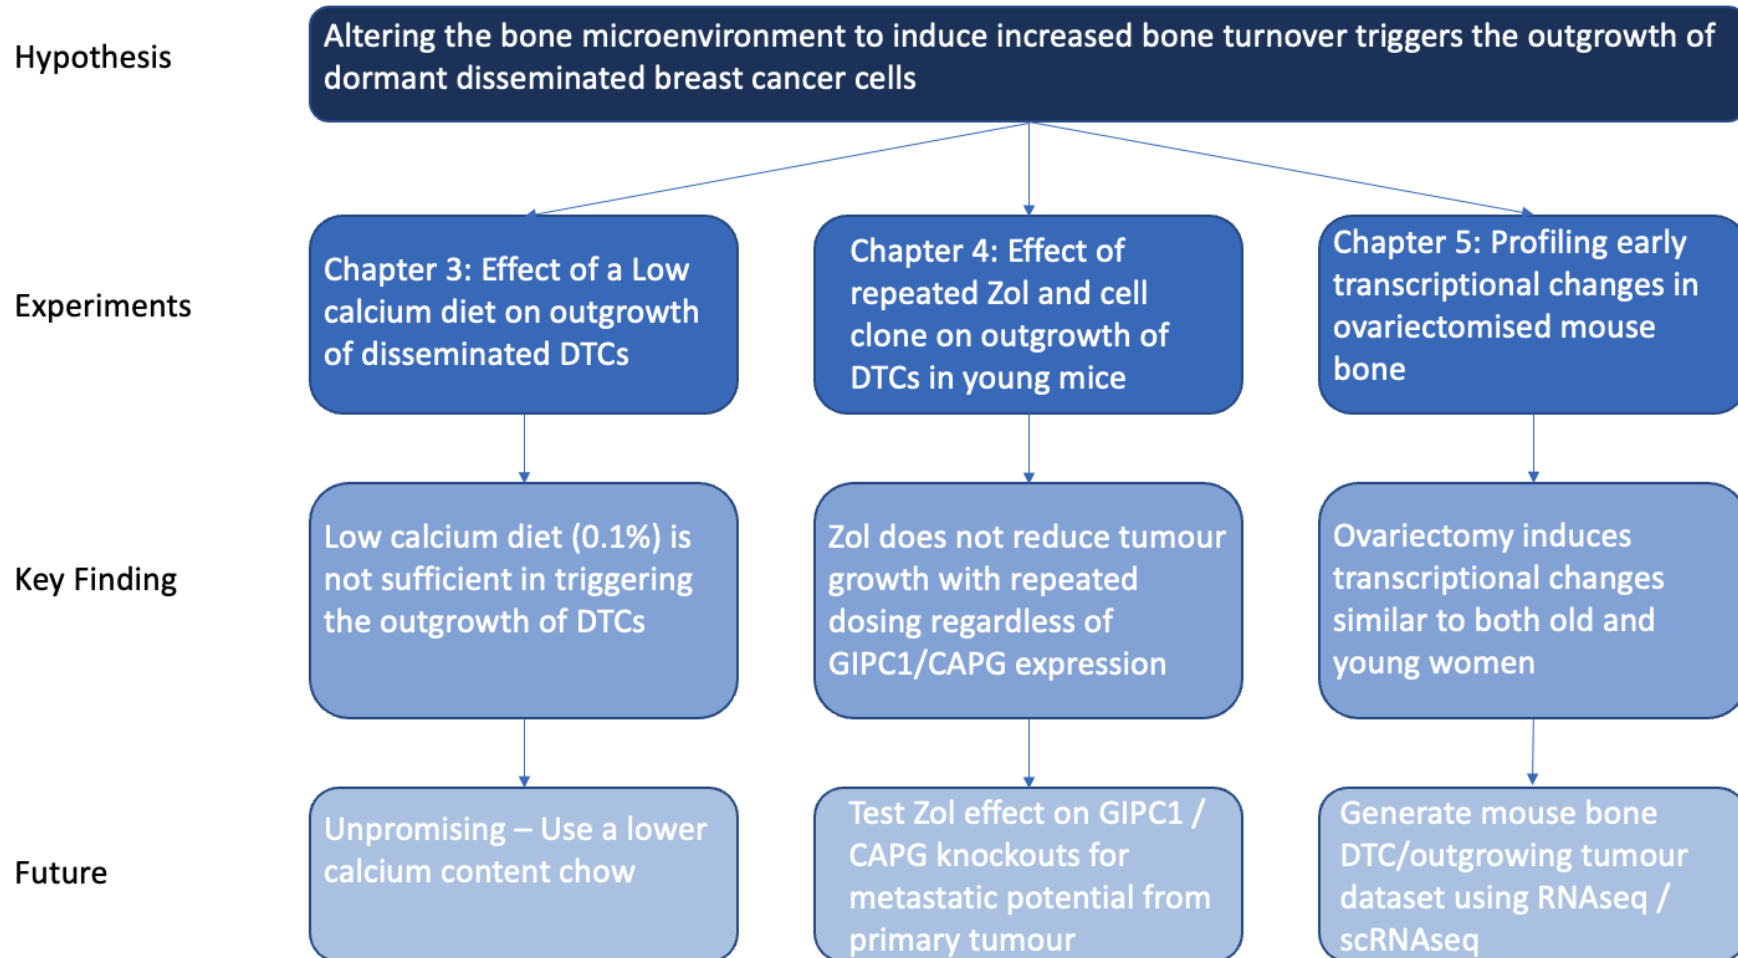 Hypothesis
Altering the bone microenvironment to induce increased bone turnover triggers the outgrowth of
dormant disseminated breast cancer cells
Experiments
Chapter 3: Effect of a Low
calcium diet on outgrowth
of disseminated DTCs
Chapter 4: Effect of
repeated Zol and cell
clone on outgrowth of
DTCs in young mice
Chapter 5: Profiling early
transcriptional changes in
ovariectomised mouse
bone
Key Finding
Low calcium diet (0.1%) is
not sufficient in triggering
the outgrowth of DTCs
Zol does not reduce tumour
growth with repeated
dosing regardless of
GIPC1/CAPG expression
Ovariectomy induces
transcriptional changes
similar to both old and
young women
Future
Unpromising – Use a lower
calcium content chow
Test Zol effect on GIPC1 /
CAPG knockouts for
metastatic potential from
primary tumour
Generate mouse bone
DTC/outgrowing tumour
dataset using RNAseq /
scRNAseq